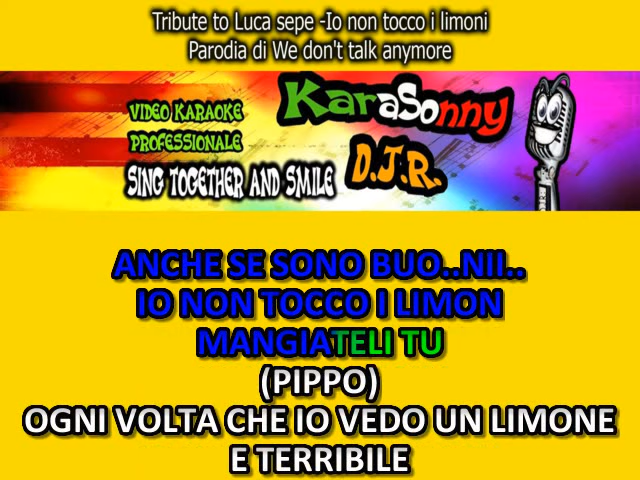 Tribute to Luca sepe -Io non tocco i limoni
Parodia di We don't talk anymore
KaraSonny
VIDEO KARAOKE
PROFESSIONALE
D.J.R.
SING TOGETHER AND SMILE
ANCHE SE SONO BUO..NII..
IO NON TOCCO I LIMON
MANGIATELI TU
(PIPPO)
OGNI VOLTA CHE IO VEDO UN LIMONE
E TERRIBILE